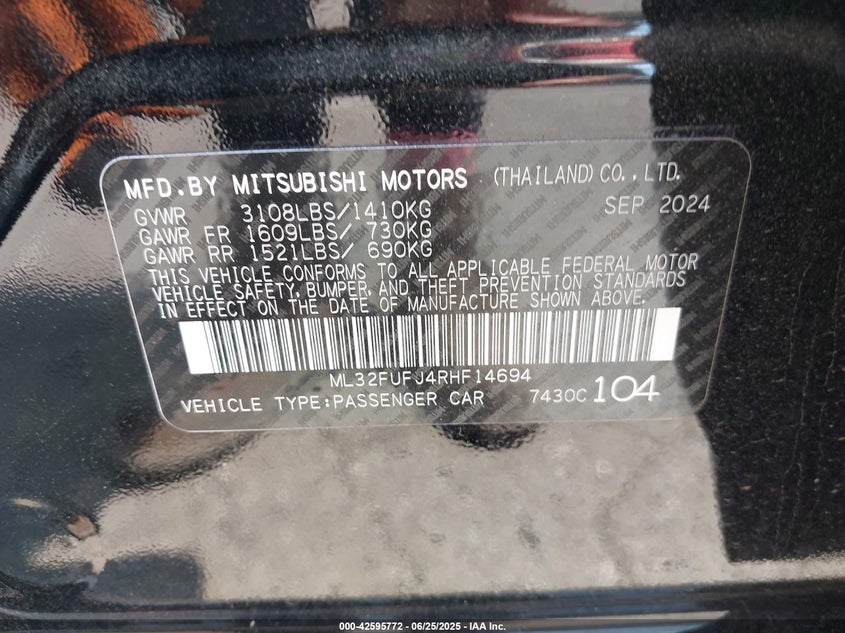 MFD.BY MITSUBISHI MOTORS (THAILAND) CO.,LTD.
GVWR 3108LBS/1410KG SEP 2024
GAWR FR 1609LBS/ 730KG
GAWR RR 1521LBS/ 690KG
THIS VEHICLE CONFORMS TO ALL APPLICABLE FEDERAL MOTOR
VEHICLE SAFETY, BUMPER, AND THEFT PREVENTION STANDARDS
IN EFFECT ON THE DATE OF MANUFACTURE SHOWN ABOVE.
ML32FUFJ4RHF14694
VEHICLE TYPE:PASSENGER CAR 7430C 104
000-42595772 - 06/25/2025 - IAA Inc.